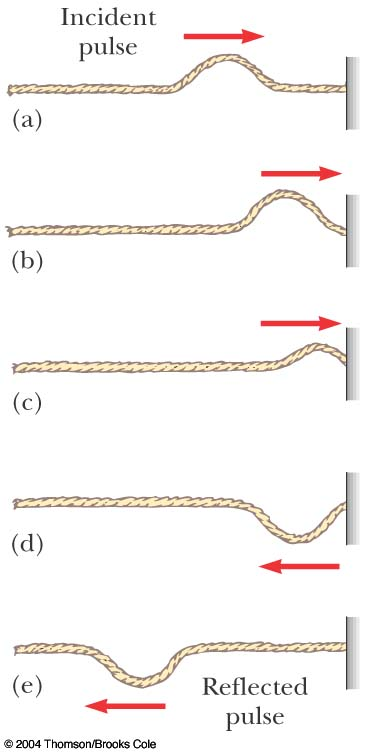 Incident
pulse
(a)
(b)
(c)
(d)
(e)
Reflected
pulse
© 2004 Thomson/Brooks Cole